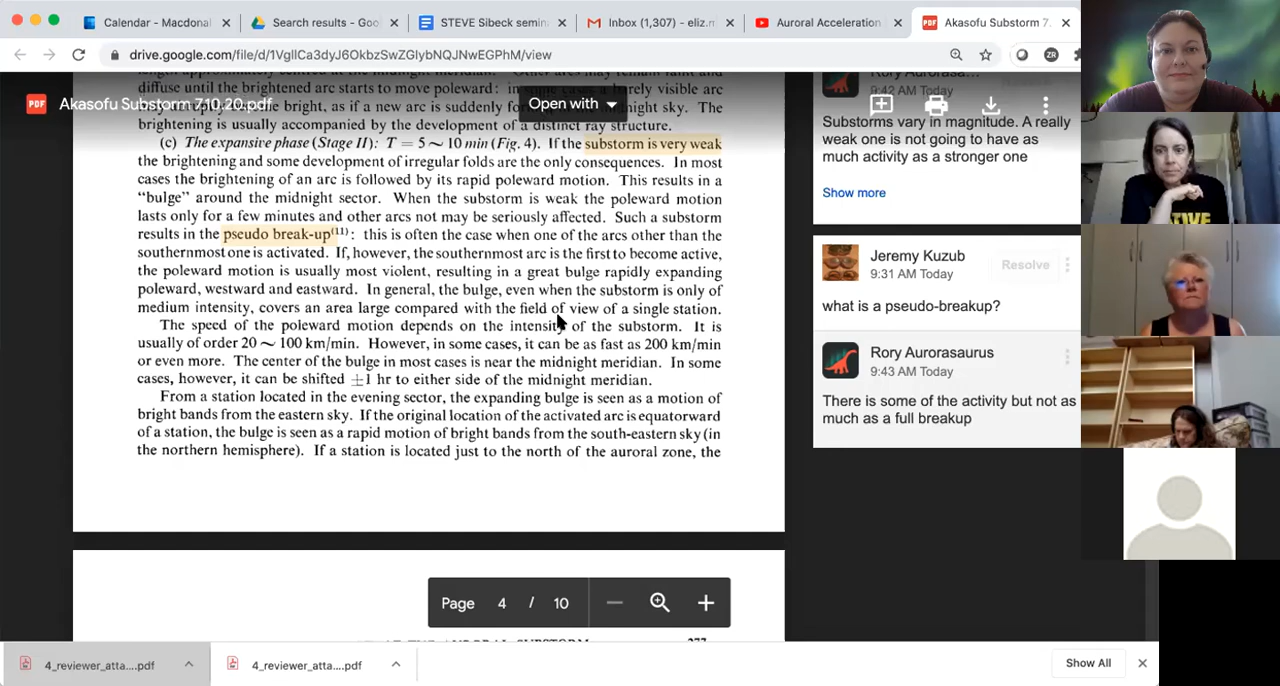 Calendar - Macdonal
Search results - Goo
STEVE Sibeck semin
Inbox (1,307) - eliz.m
Auroral Acceleration
Akasofu Substorm 7.
drive.google.com/file/d/1VgllCa3dyJ6OkbzSwZGlybNQJNwEGPhM/view
ZR
diffuse until the brightened arc starts to move poleward: in some cases a barely visible arc
PDF
Akasofu Substorm 7.10.20.pdf
Open with
brightening is usually accompanied by the development of a distinct ray structure.
(c) The expansive phase (Stage II): T = 5 ~ 10 min (Fig. 4). If the substorm is very weak
the brightening and some development of irregular folds are the only consequences. In most
cases the brightening of an arc is followed by its rapid poleward motion. This results in a
“bulge” around the midnight sector. When the substorm is weak the poleward motion
lasts only for a few minutes and other arcs not may be seriously affected. Such a substorm
results in the pseudo break-up(11): this is often the case when one of the arcs other than the
southernmost one is activated. If, however, the southernmost arc is the first to become active,
the poleward motion is usually most violent, resulting in a great bulge rapidly expanding
poleward, westward and eastward. In general, the bulge, even when the substorm is only of
medium intensity, covers an area large compared with the field of view of a single station.
The speed of the poleward motion depends on the intensity of the substorm. It is
usually of order 20 ~ 100 km/min. However, in some cases, it can be as fast as 200 km/min
or even more. The center of the bulge in most cases is near the midnight meridian. In some
cases, however, it can be shifted ±1 hr to either side of the midnight meridian.
From a station located in the evening sector, the expanding bulge is seen as a motion of
bright bands from the eastern sky. If the original location of the activated arc is equatorward
of a station, the bulge is seen as a rapid motion of bright bands from the south-eastern sky (in
the northern hemisphere). If a station is located just to the north of the auroral zone, the
Page 4 / 10
277
Rory Aurorasa...
9:42 AM Today
Substorms vary in magnitude. A really
weak one is not going to have as
much activity as a stronger one
Show more
Jeremy Kuzub
9:31 AM Today
Resolve
what is a pseudo-breakup?
Rory Aurorasaurus
9:43 AM Today
There is some of the activity but not as
much as a full breakup
4_reviewer_atta....pdf
4_reviewer_atta....pdf
Show All